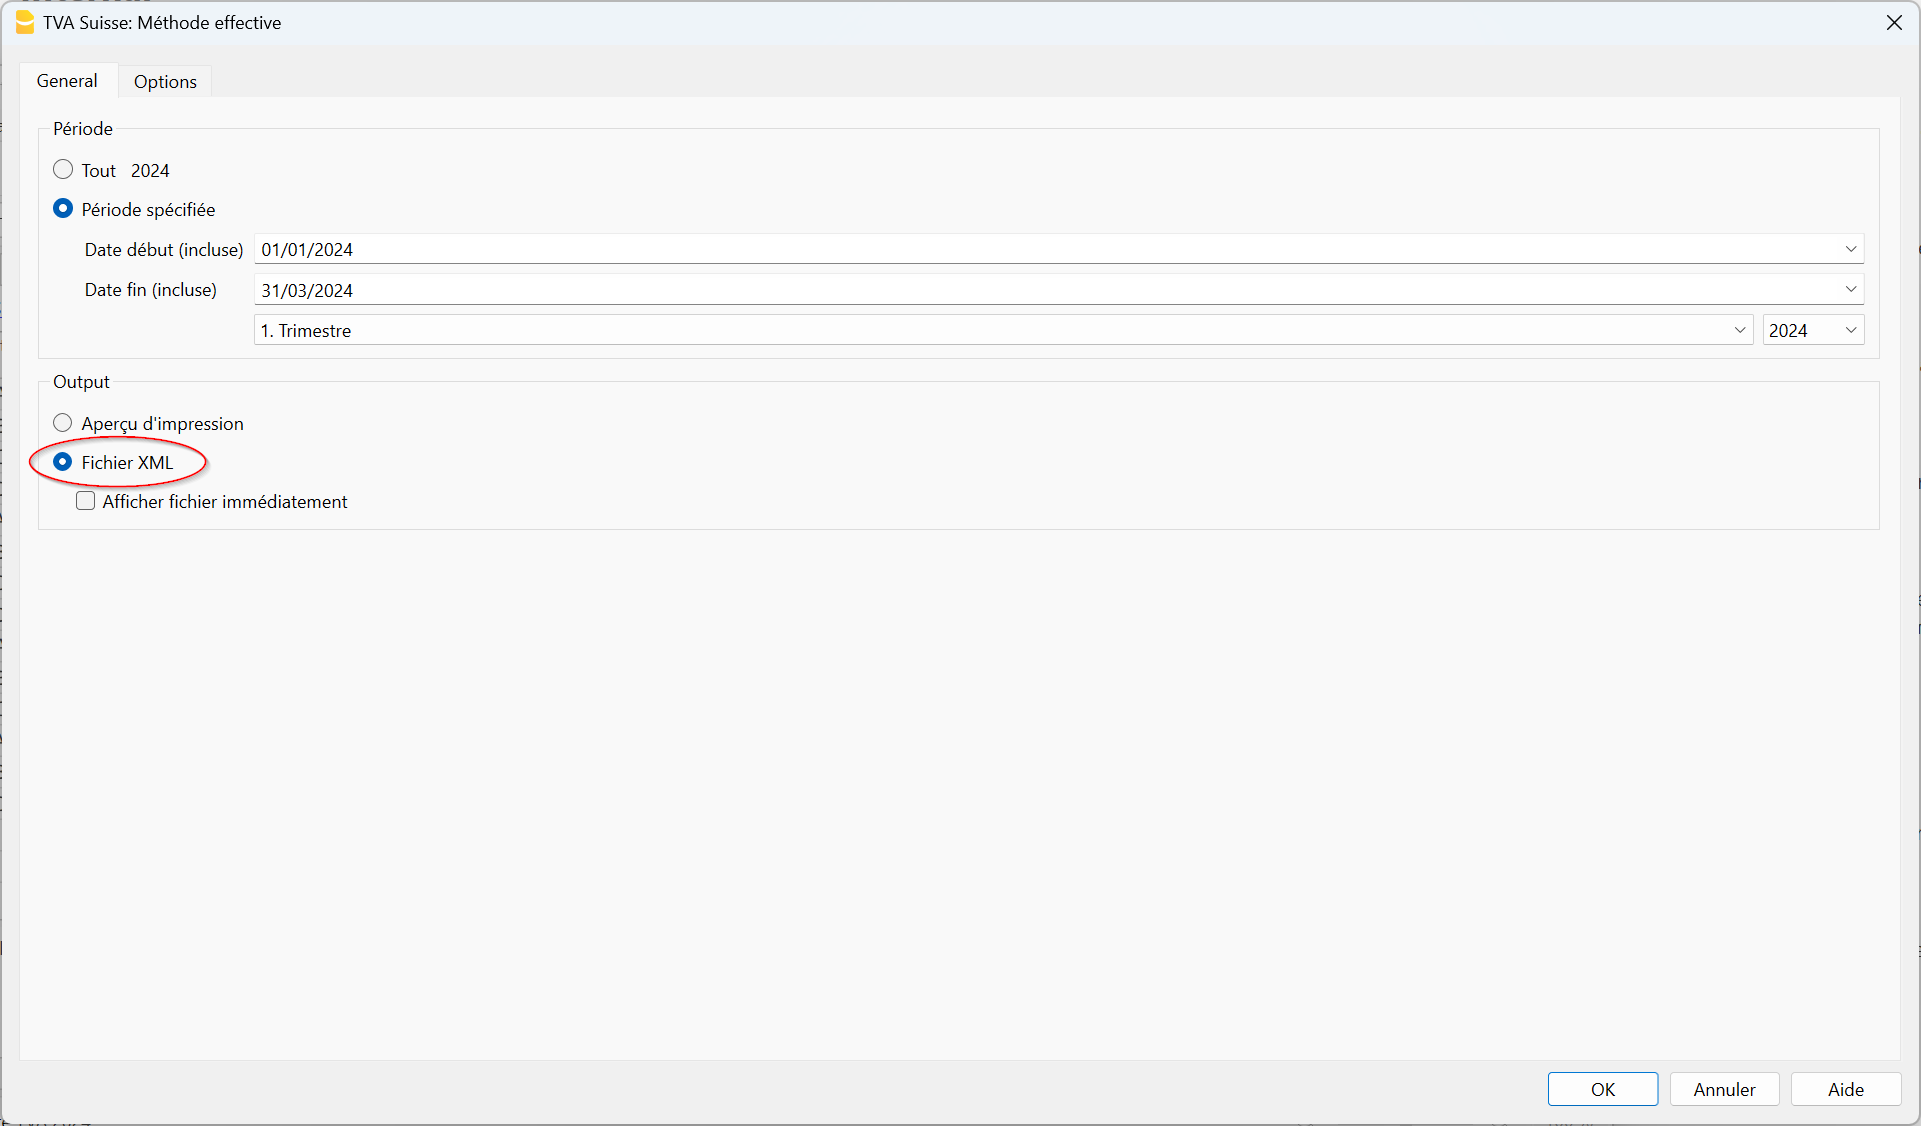 TVA Suisse: Méthode effective
General Options
Période
Tout 2024
Période spécifiée
Date début (incluse) 01/01/2024
Date fin (incluse) 31/03/2024
1. Trimestre 2024
Output
Aperçu d'impression
Fichier XML
Afficher fichier immédiatement
OK Annuler Aide